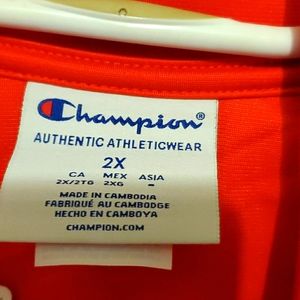 Champion®
AUTHENTIC ATHLETICWEAR
2X
CA MEX ASIA
2X/2TG 2XG -
MADE IN CAMBODIA
FABRIQUÉ AU CAMBODGE
HECHO EN CAMBOYA
CHAMPION.COM